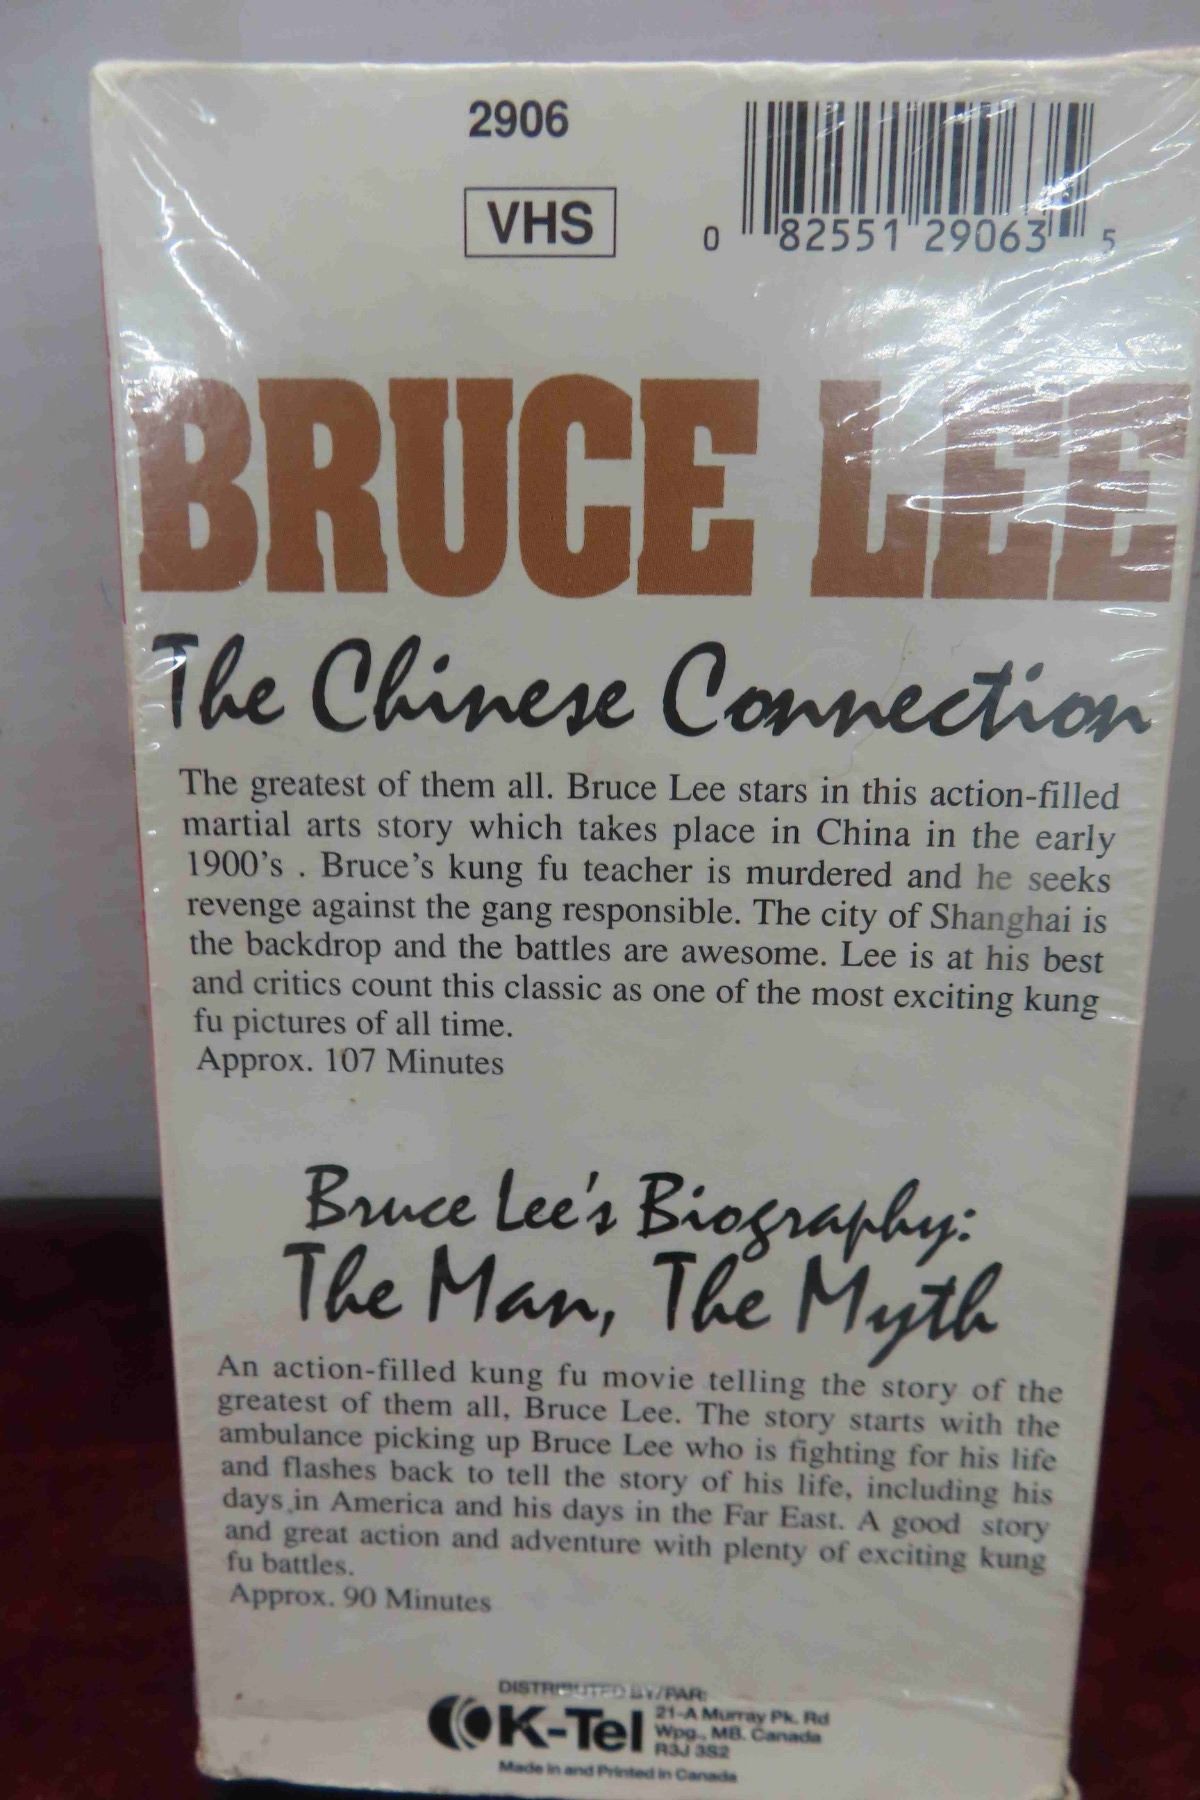 2906
VHS
0 82551 29063 5
BRUCE LEE
The Chinese Connection
The greatest of them all. Bruce Lee stars in this action-filled
martial arts story which takes place in China in the early
1900's . Bruce's kung fu teacher is murdered and he seeks
revenge against the gang responsible. The city of Shanghai is
the backdrop and the battles are awesome. Lee is at his best
and critics count this classic as one of the most exciting kung
fu pictures of all time.
Approx. 107 Minutes
Bruce Lee's Biography:
The Man, The Myth
An action-filled kung fu movie telling the story of the
greatest of them all, Bruce Lee. The story starts with the
ambulance picking up Bruce Lee who is fighting for his life
and flashes back to tell the story of his life, including his
days in America and his days in the Far East. A good story
and great action and adventure with plenty of exciting kung
fu battles.
Approx. 90 Minutes
DISTRIBUTED BY/PAR:
K-Tel
21-A Murray Pk. Rd
Wpg., MB. Canada
R3J 3S2
Made in and Printed in Canada